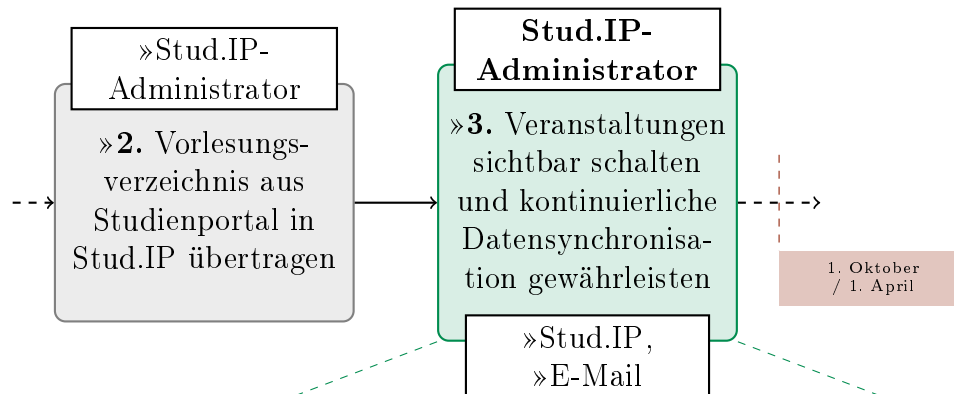 »Stud.IP-
Administrator
»2. Vorlesungs-
verzeichnis aus
Studienportal in
Stud.IP übertragen
Stud.IP-
Administrator
»3. Veranstaltungen
sichtbar schalten
und kontinuierliche
Datensynchronisa-
tion gewährleisten
»Stud.IP,
»E-Mail
1. Oktober
/ 1. April